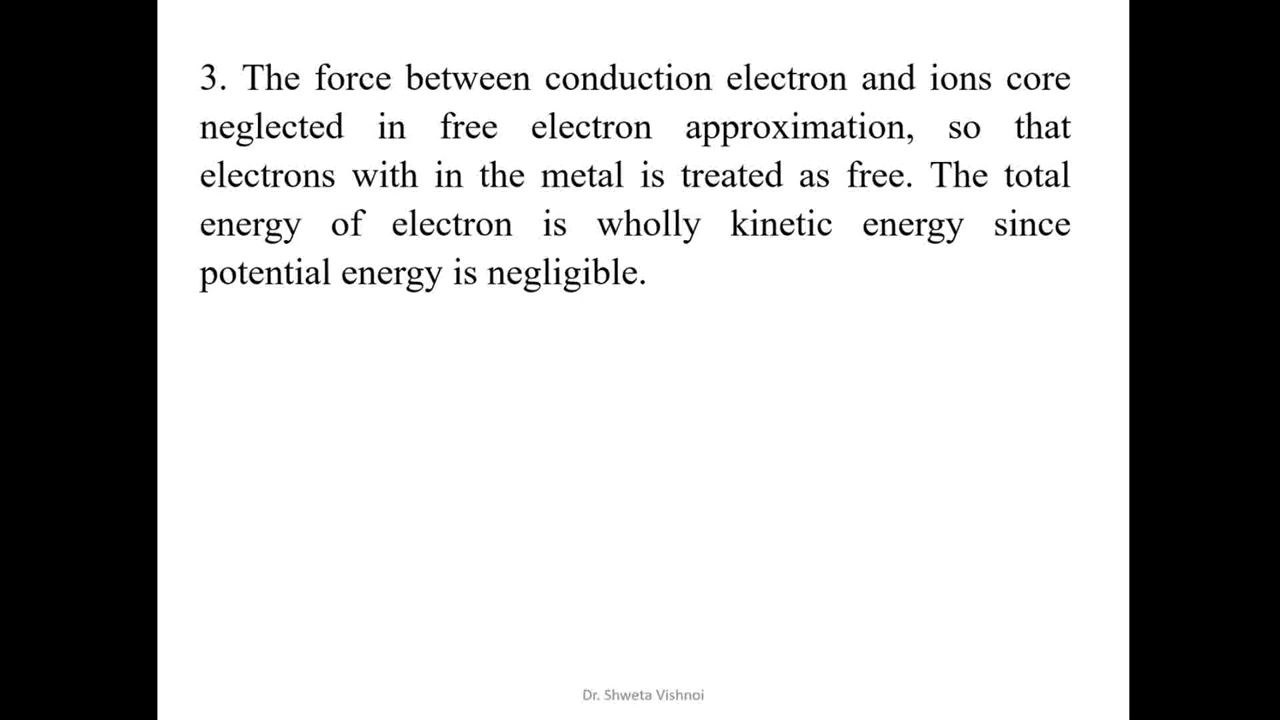 3. The force between conduction electron and ions core
neglected in free electron approximation, so that
electrons with in the metal is treated as free. The total
energy of electron is wholly kinetic energy since
potential energy is negligible.
Dr. Shweta Vishnoi